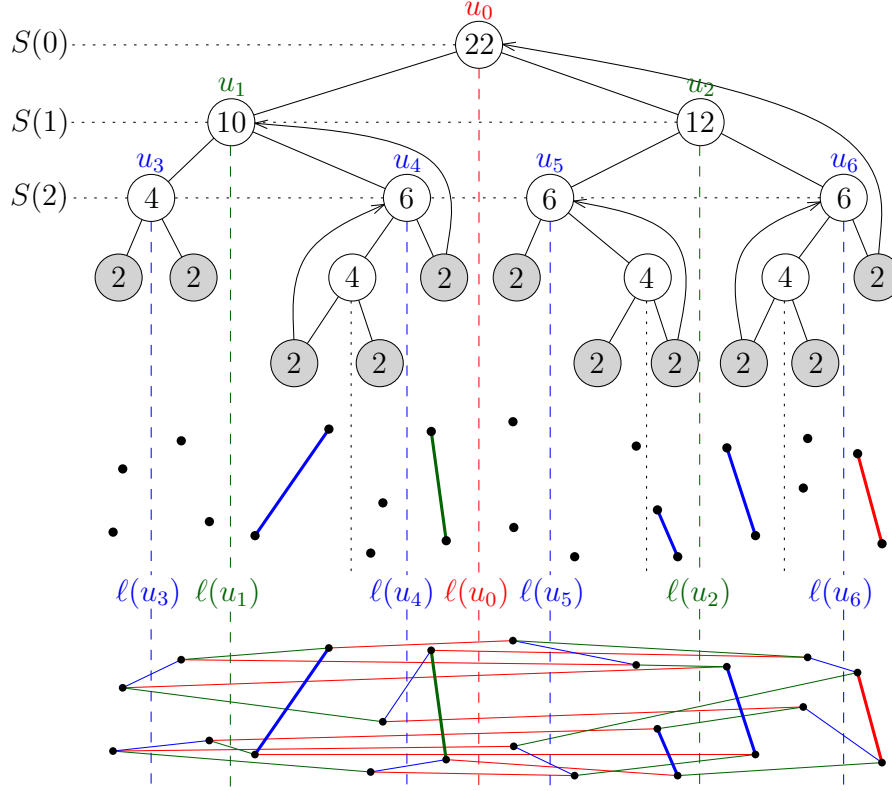 u₀
S(0) 22
u₁ u₂
S(1) 10 12
u₃ u₄ u₅ u₆
S(2) 4 6 6 6
2 2 4 2 2 4 4 2
2 2 2 2 2 2
ℓ(u₃) ℓ(u₁) ℓ(u₄) ℓ(u₀) ℓ(u₅) ℓ(u₂) ℓ(u₆)